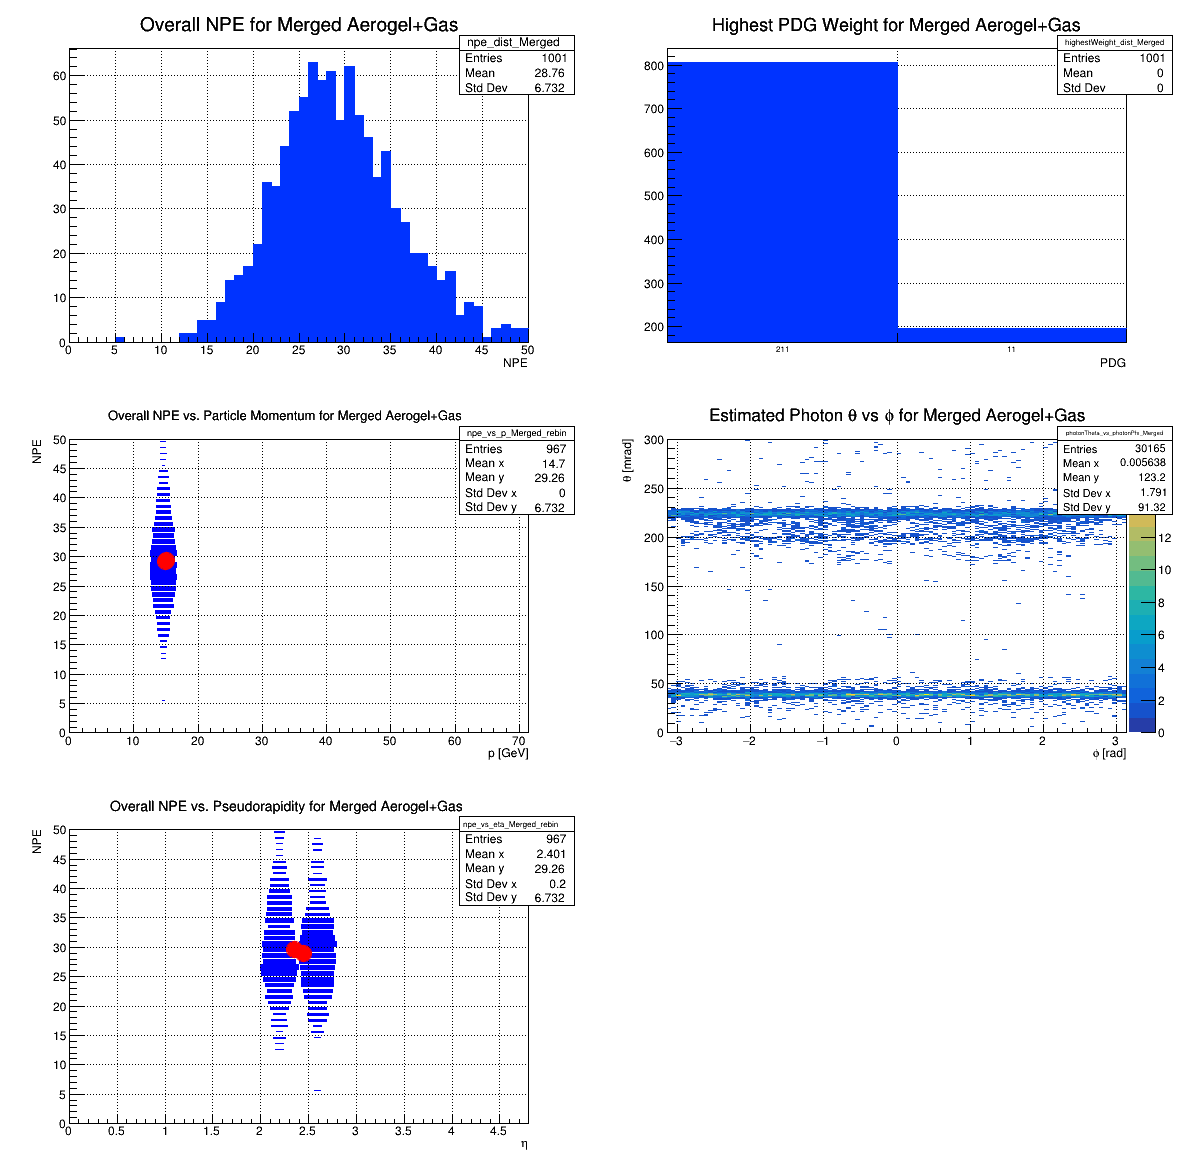 Overall NPE for Merged Aerogel+Gas
npe_dist_Merged
Entries 1001
Mean 28.76
Std Dev 6.732
60
50
40
30
20
10
0
0 5 10 15 20 25 30 35 40 45 50
NPE
Highest PDG Weight for Merged Aerogel+Gas
highestWeight_dist_Merged
Entries 1001
Mean 0
Std Dev 0
800
700
600
500
400
300
200
211 11
PDG
Overall NPE vs. Particle Momentum for Merged Aerogel+Gas
npe_vs_p_Merged_rebin
Entries 967
Mean x 14.7
Mean y 29.26
Std Dev x 0
Std Dev y 6.732
NPE
50
45
40
35
30
25
20
15
10
5
0
0 10 20 30 40 50 60 70
p [GeV]
Estimated Photon θ vs ϕ for Merged Aerogel+Gas
photonTheta_vs_photonPhi_Merged
Entries 30165
Mean x 0.005638
Mean y 123.2
Std Dev x 1.791
Std Dev y 91.32
θ [mrad]
300
250
200
150
100
50
0
−3 −2 −1 0 1 2 3
ϕ [rad]
12
10
8
6
4
2
0
Overall NPE vs. Pseudorapidity for Merged Aerogel+Gas
npe_vs_eta_Merged_rebin
Entries 967
Mean x 2.401
Mean y 29.26
Std Dev x 0.2
Std Dev y 6.732
NPE
50
45
40
35
30
25
20
15
10
5
0
0 0.5 1 1.5 2 2.5 3 3.5 4 4.5
η